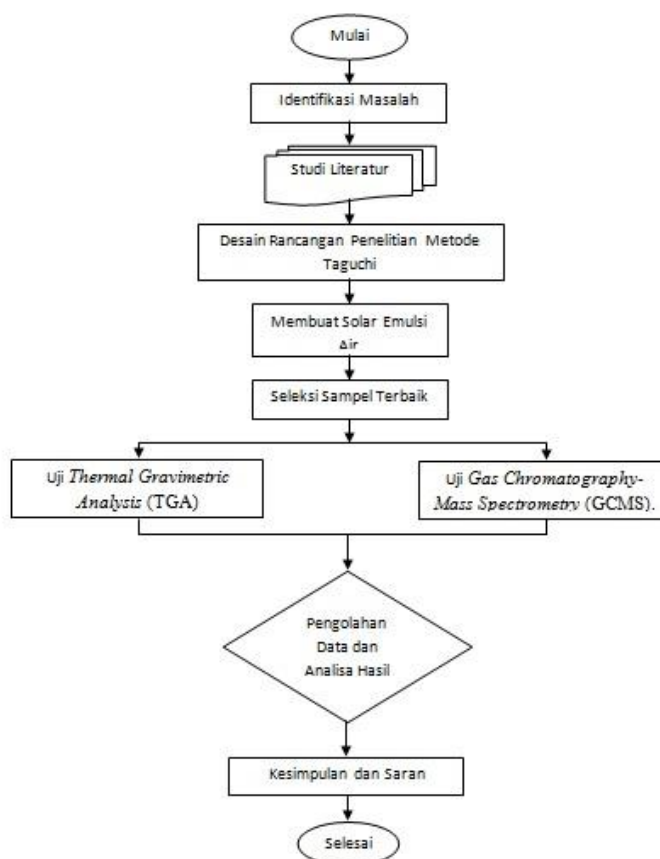 Mulai
Identifikasi Masalah
Studi Literatur
Desain Rancangan Penelitian Metode
Taguchi
Membuat Solar Emulsi
Air
Seleksi Sampel Terbaik
Uji Thermal Gravimetric
Analysis (TGA)
Uji Gas Chromatography-
Mass Spectrometry (GCMS).
Pengolahan
Data dan
Analisa Hasil
Kesimpulan dan Saran
Selesai